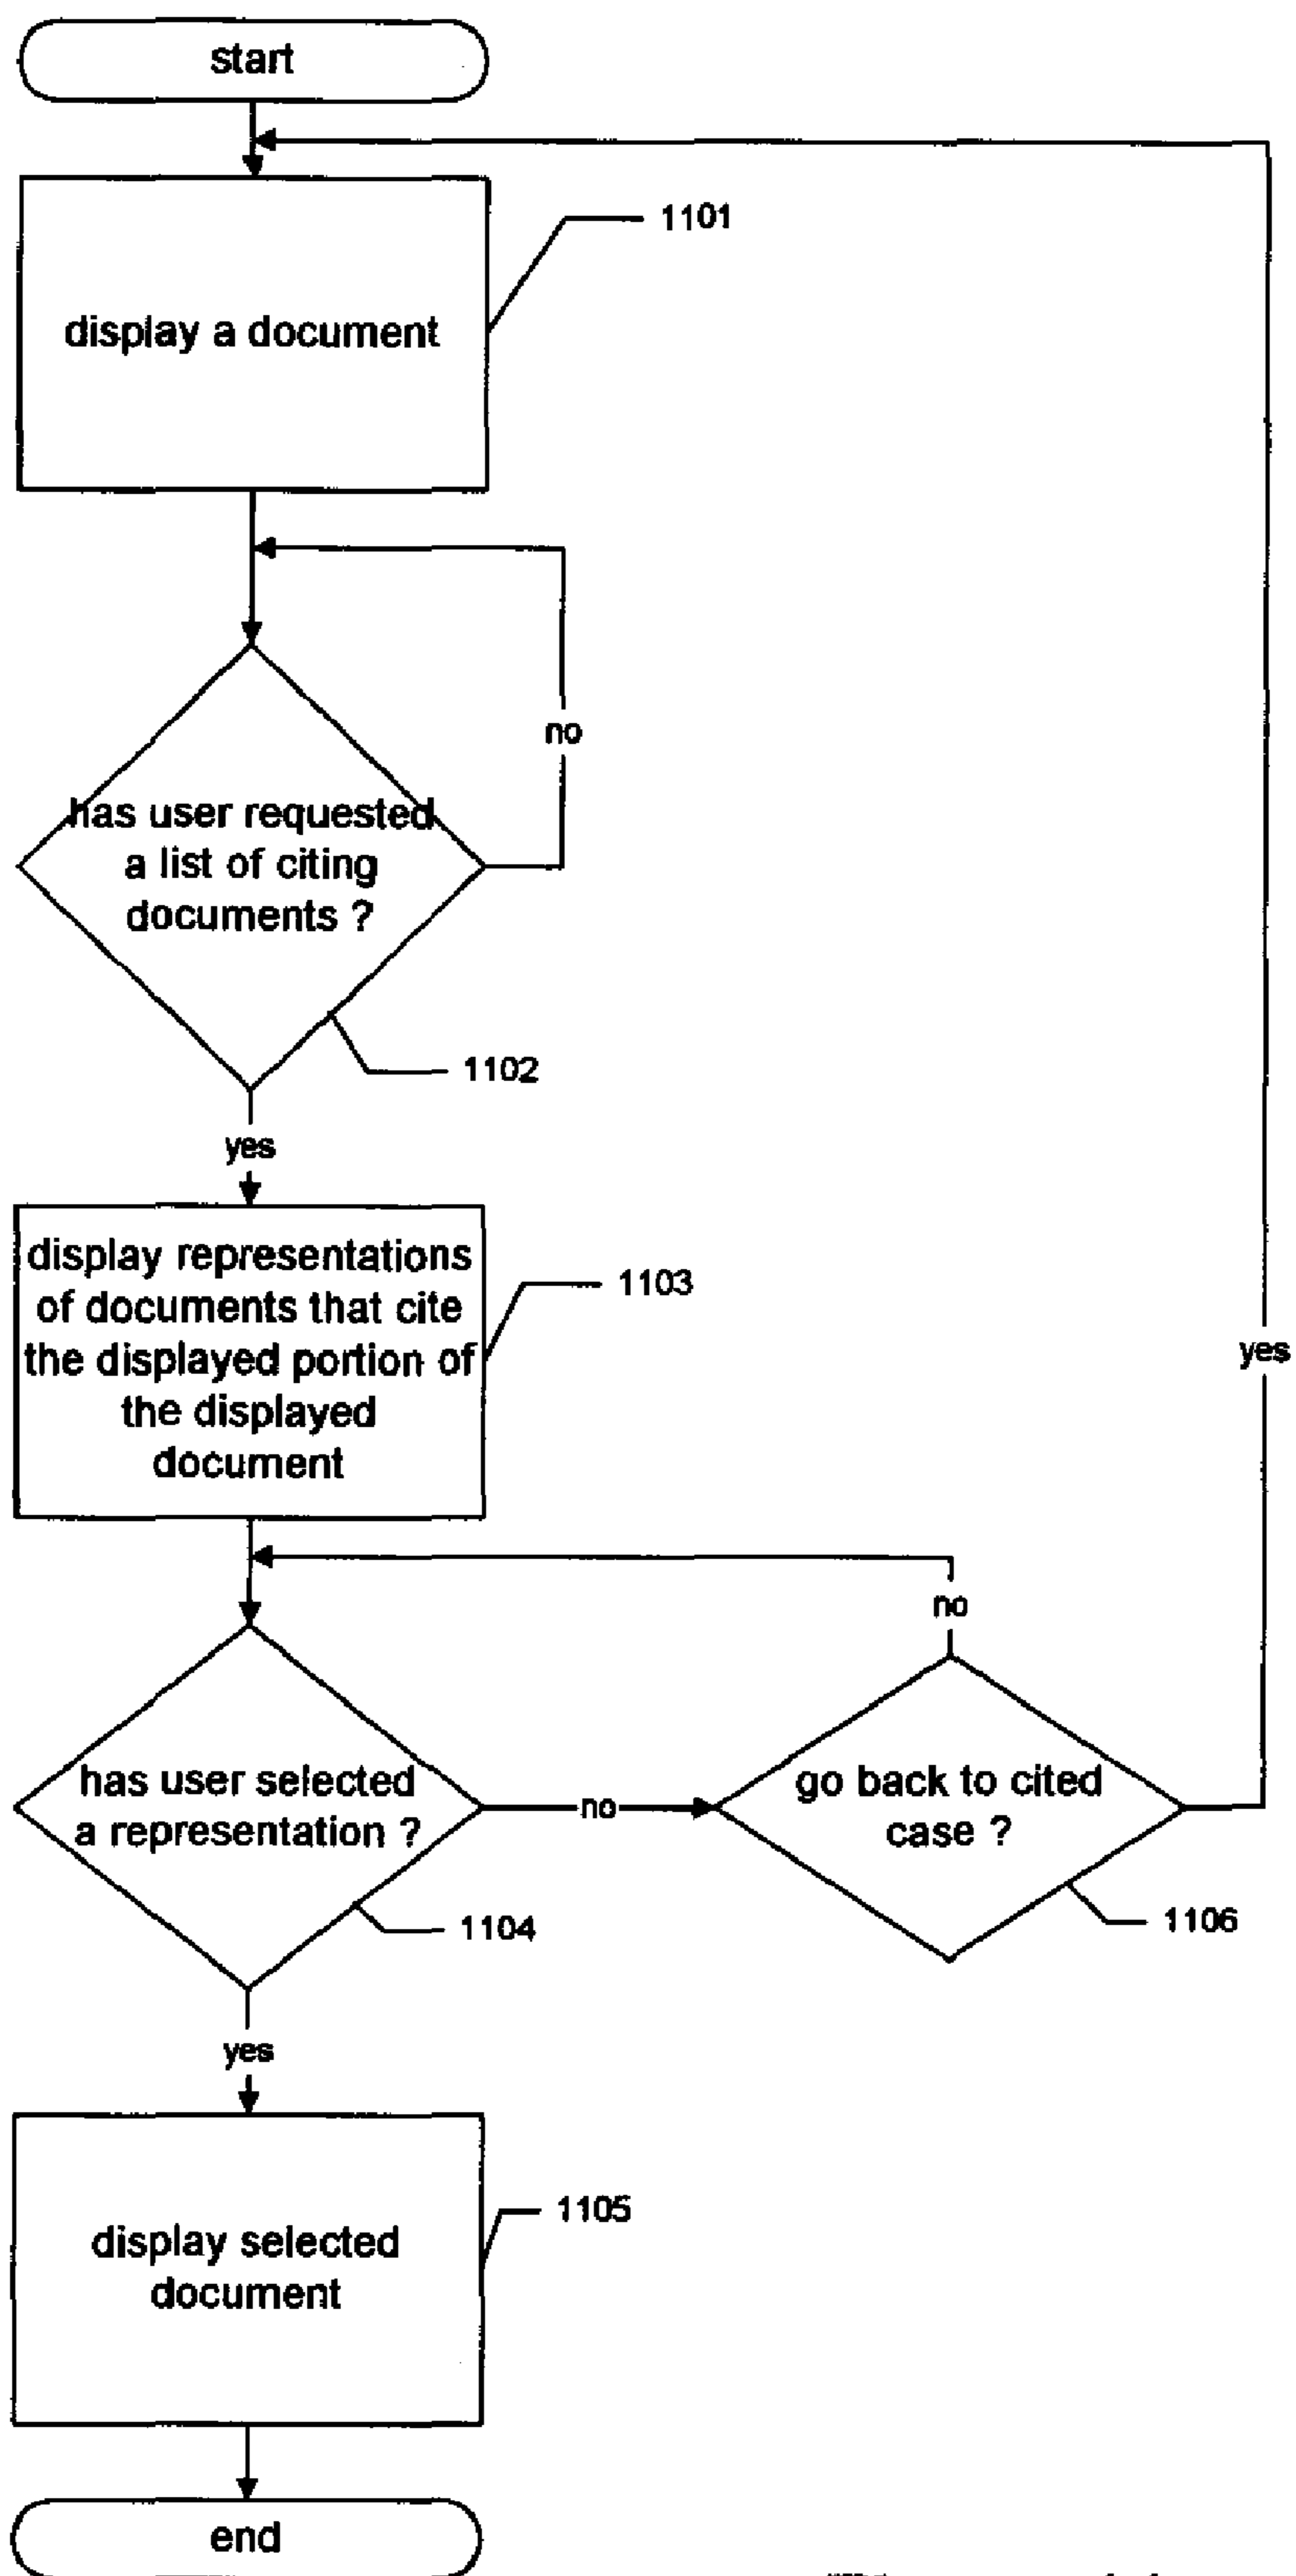 start
1101
display a document
no
has user requested
a list of citing
documents ?
1102
yes
display representations
of documents that cite
the displayed portion of
the displayed
document
1103
yes
no
has user selected
a representation ?
no
go back to cited
case ?
1104
1106
yes
display selected
document
1105
end